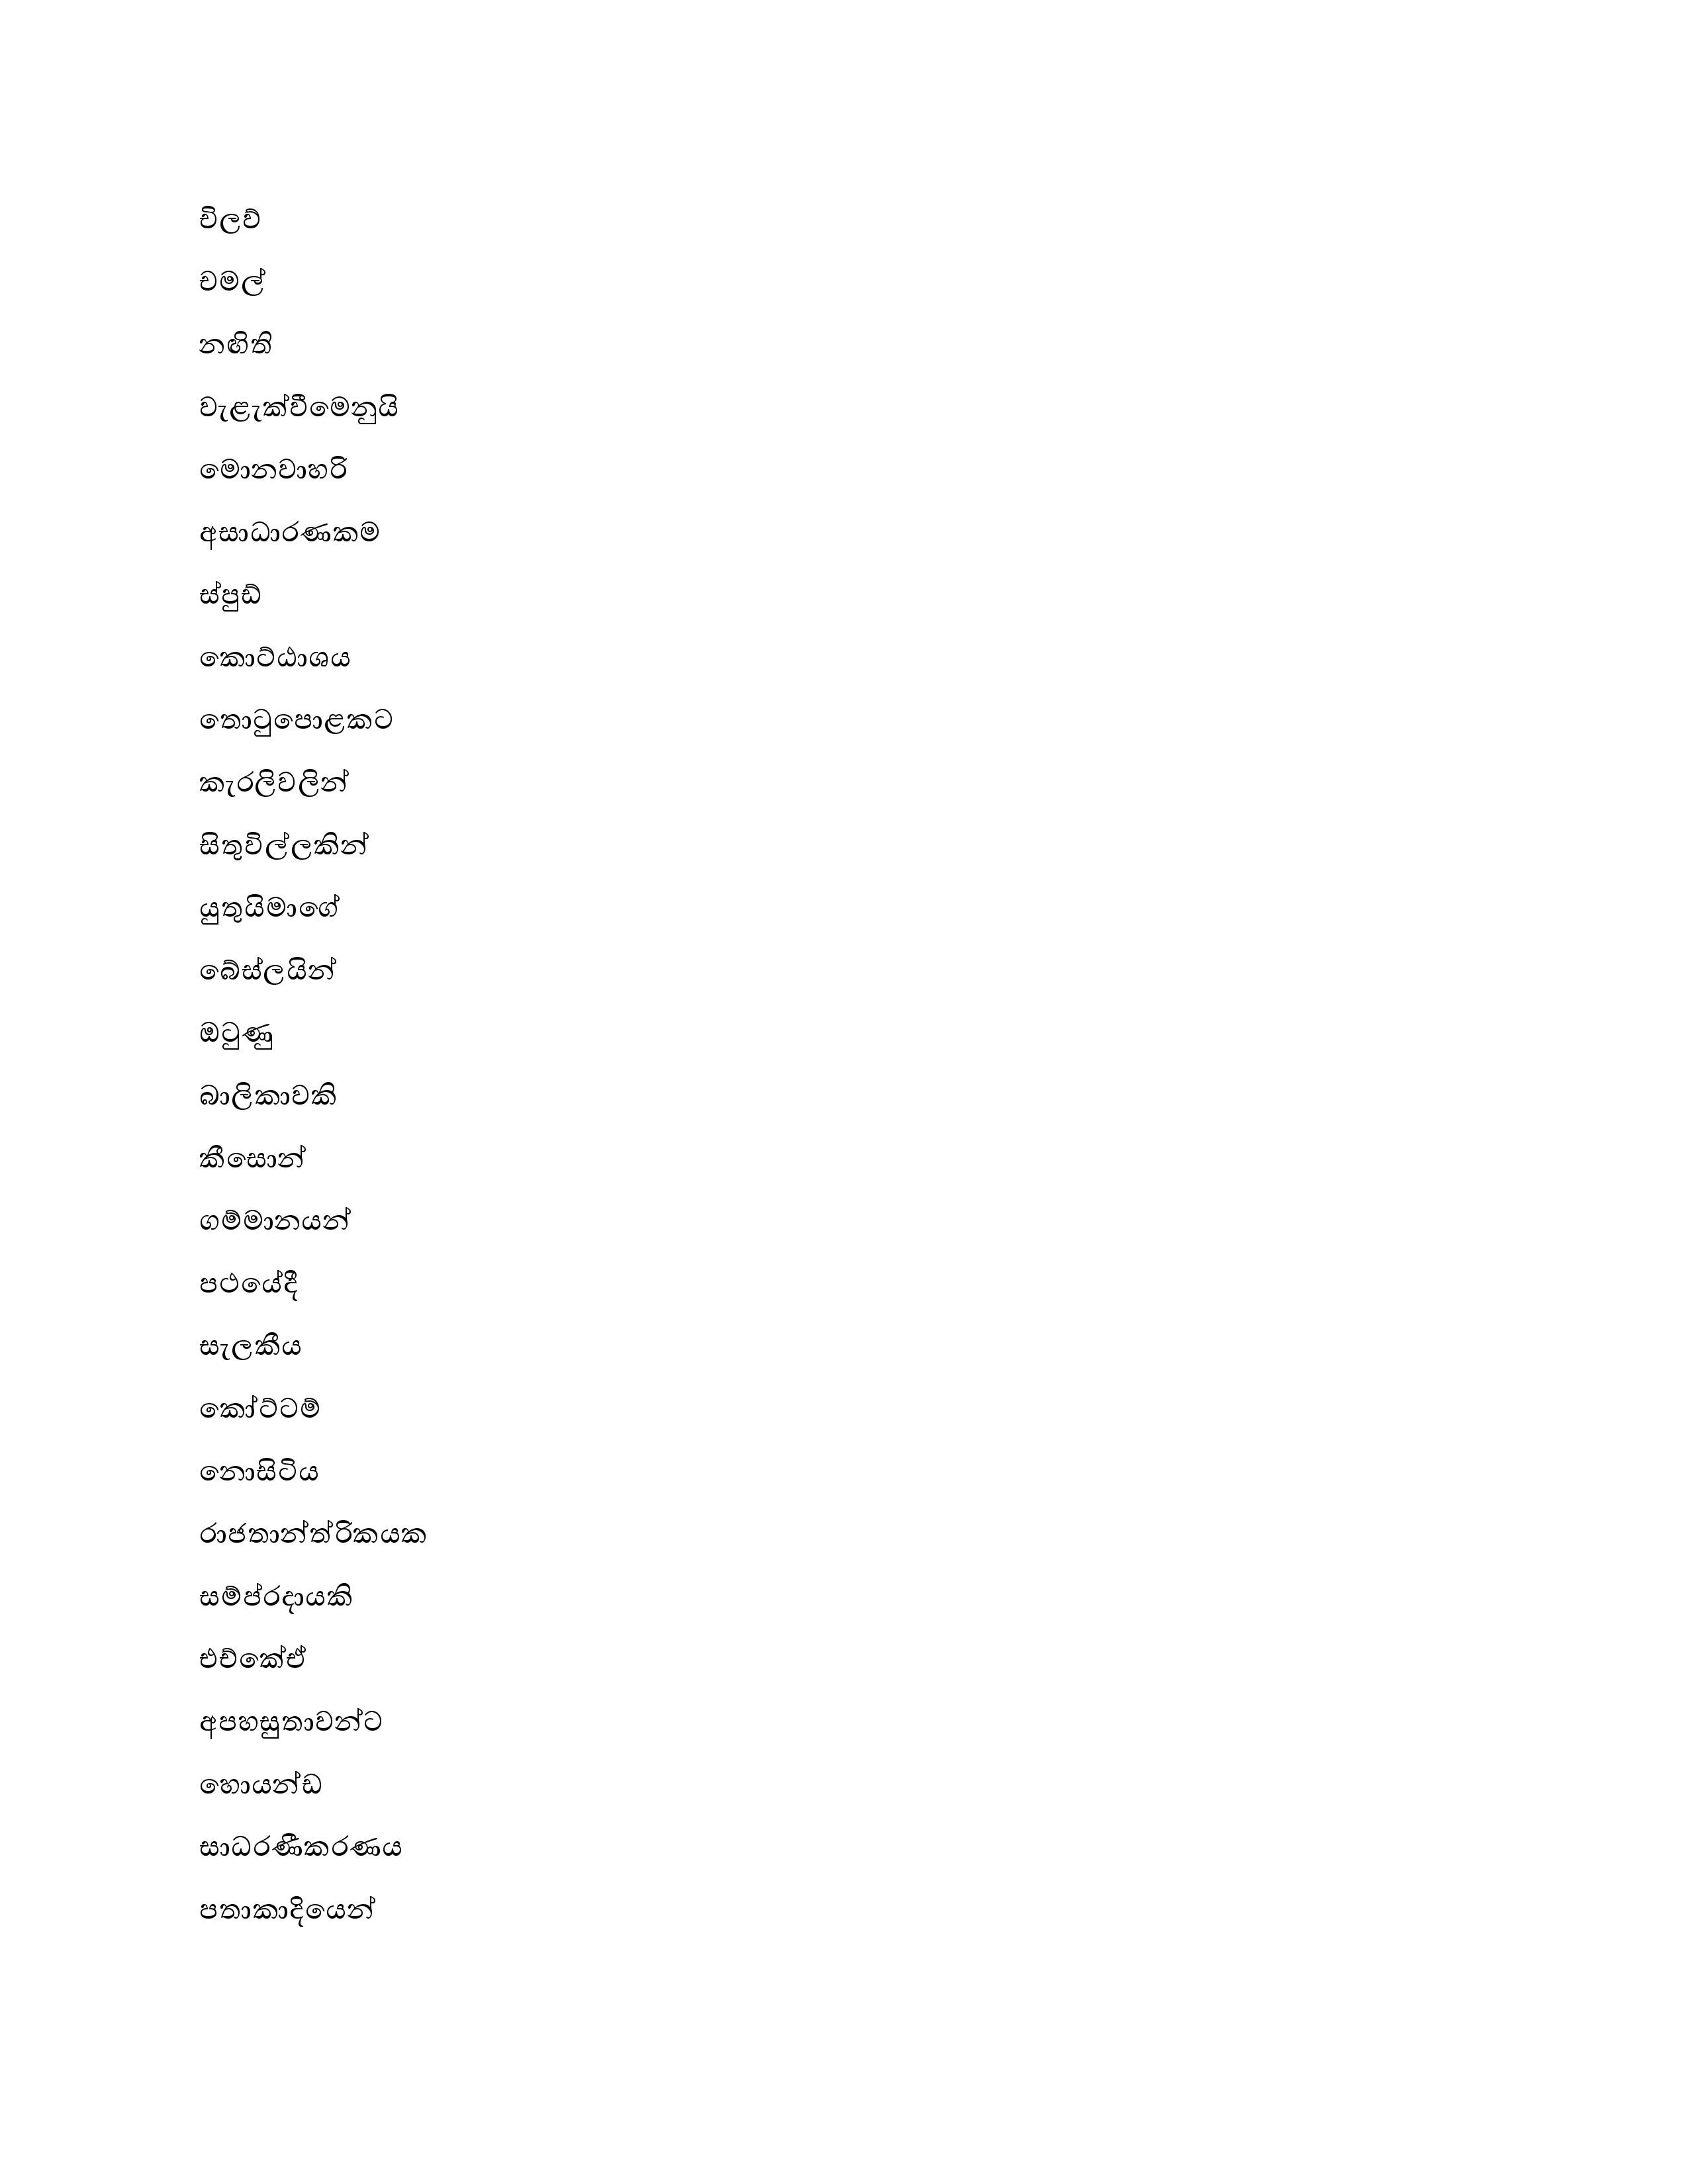 චිලව්
චමල්
නඟිති
වැළැක්වීමෙනුයි
මොනවාහරි
අසාධාරණකම
ස්පුඩ්
කොට්ඨාශය
තොටුපොළකට
කැරලිවලින්
සිතුවිල්ලකින්
යුතුයිමාගේ
බේස්ලයින්
ඔටුණු
බාලිකාවකි
කීසොන්
ගම්මානයන්
පථයේදී
සැලකීය
කෝට්ටම්
නොසිටිය
රාජතාන්ත්රිකයක
සම්ප්රදායකි
එච්කේඒ
අපහසුතාවන්ට
හොයන්ඩ
සාධරණීකරණය
පතාකාදියෙන්